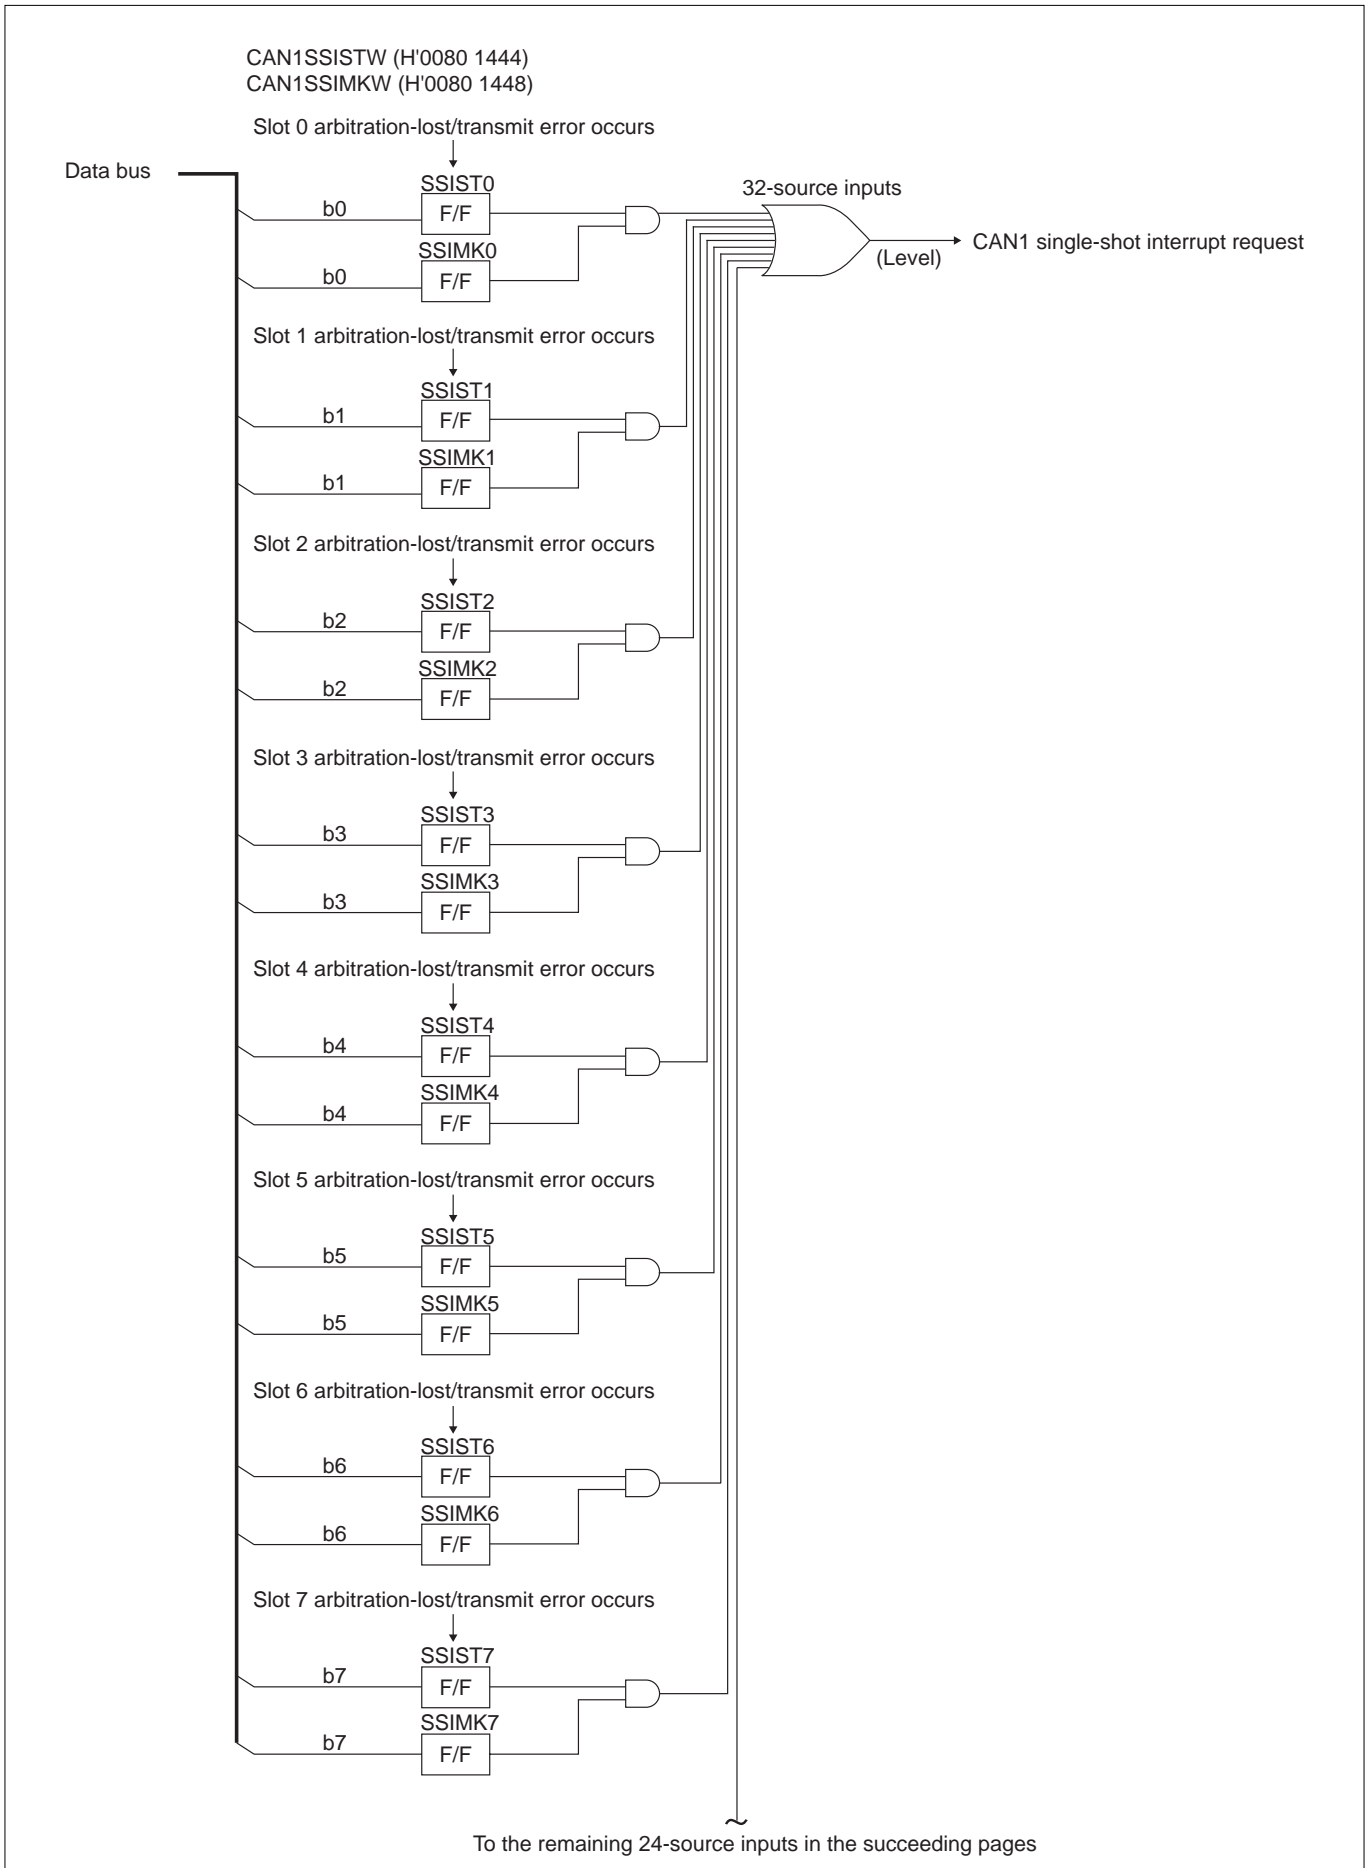 CAN1SSISTW (H'0080 1444)
CAN1SSIMKW (H'0080 1448)
Slot 0 arbitration-lost/transmit error occurs
Data bus
SSIST0
32-source inputs
b0
F/F
(Level)
CAN1 single-shot interrupt request
SSIMK0
b0
F/F
Slot 1 arbitration-lost/transmit error occurs
SSIST1
b1
F/F
SSIMK1
b1
F/F
Slot 2 arbitration-lost/transmit error occurs
SSIST2
b2
F/F
SSIMK2
b2
F/F
Slot 3 arbitration-lost/transmit error occurs
SSIST3
b3
F/F
SSIMK3
b3
F/F
Slot 4 arbitration-lost/transmit error occurs
SSIST4
b4
F/F
SSIMK4
b4
F/F
Slot 5 arbitration-lost/transmit error occurs
SSIST5
b5
F/F
SSIMK5
b5
F/F
Slot 6 arbitration-lost/transmit error occurs
SSIST6
b6
F/F
SSIMK6
b6
F/F
Slot 7 arbitration-lost/transmit error occurs
SSIST7
b7
F/F
SSIMK7
b7
F/F
To the remaining 24-source inputs in the succeeding pages